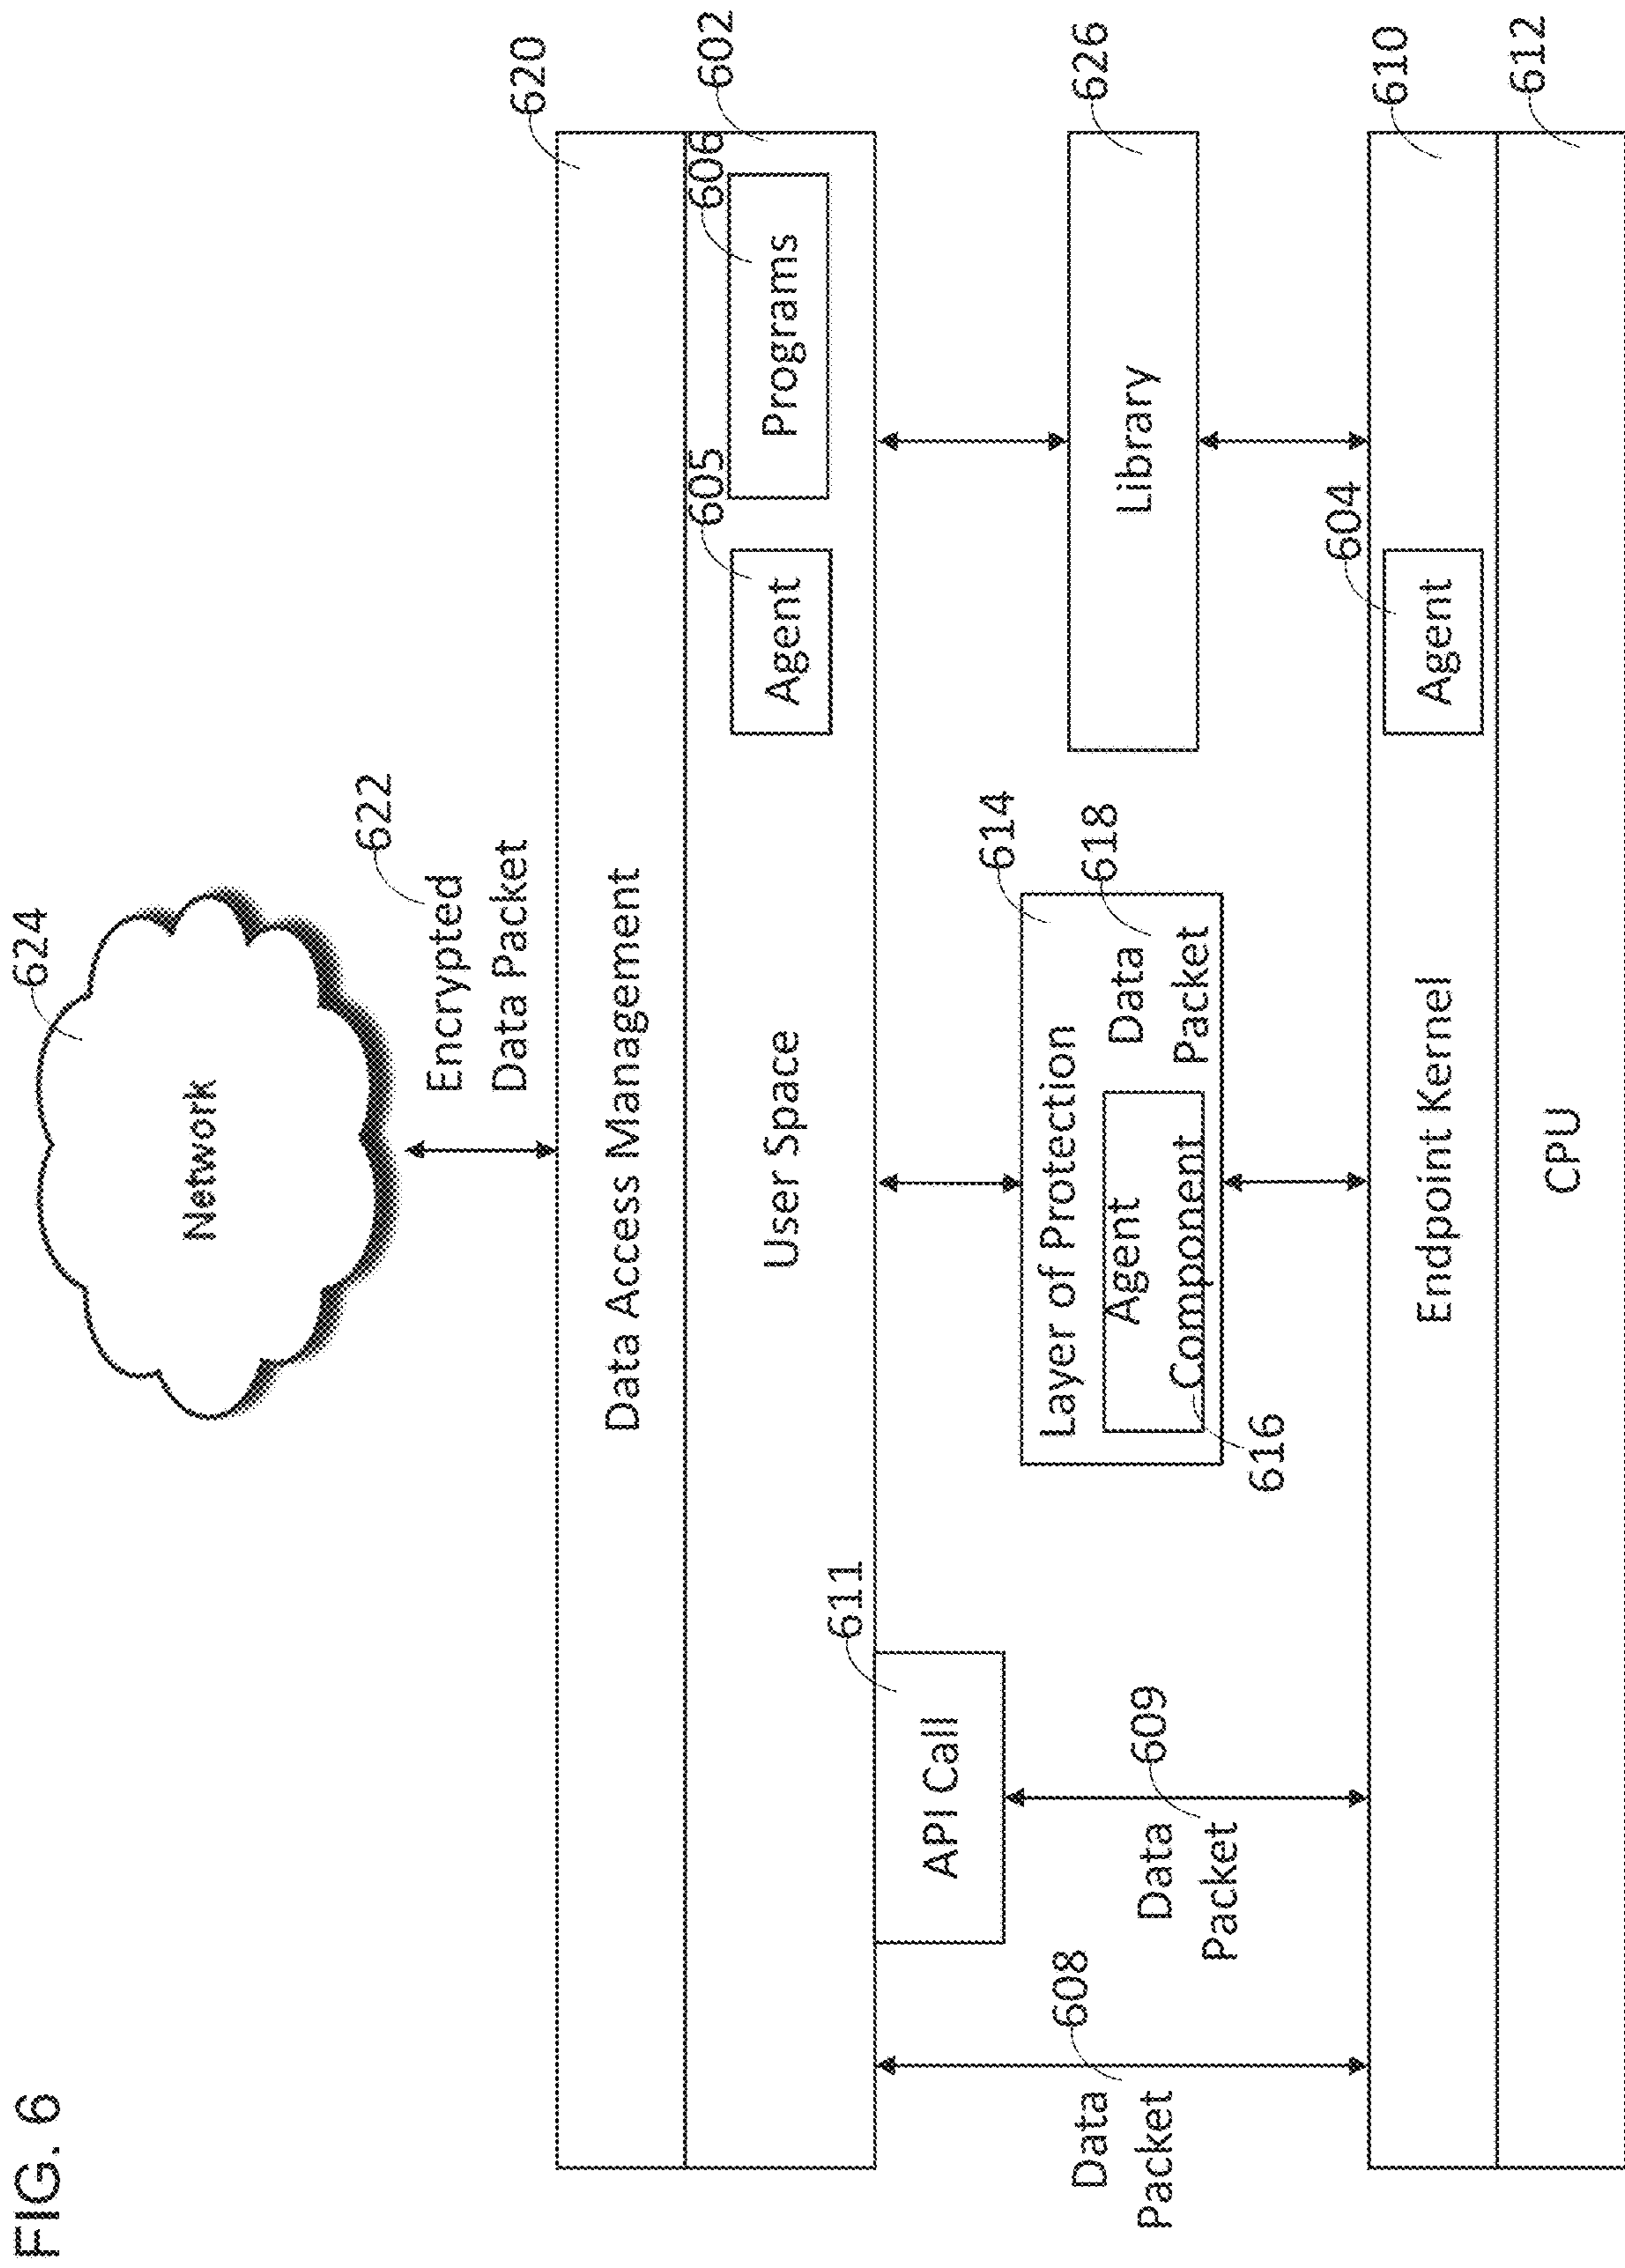 FIG. 6
624
Network
622
Encrypted
Data Packet
620
Data Access Management
602
606
605
User Space
Agent
Programs
611
API Call
608
Data
Packet
609
Data
Packet
614
Layer of Protection
618
Agent
Component
Data
Packet
616
626
Library
604
610
Endpoint Kernel
Agent
612
CPU